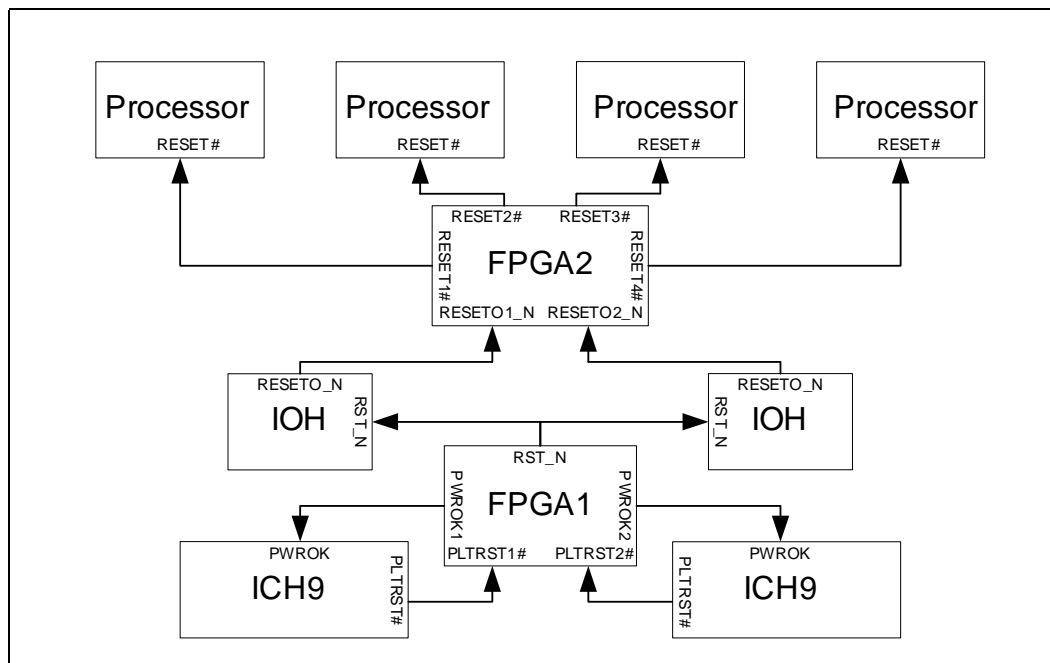 Processor
RESET#
Processor
RESET#
Processor
RESET#
Processor
RESET#
RESET2#
RESET3#
RESET1#
FPGA2
RESET4#
RESETO1_N
RESETO2_N
RESETO_N
IOH
RST_N
RESETO_N
RST_N
IOH
RST_N
PWROK1
FPGA1
PWROK2
PLTRST1#
PLTRST2#
PWROK
ICH9
PLTRST#
PWROK
PLTRST#
ICH9